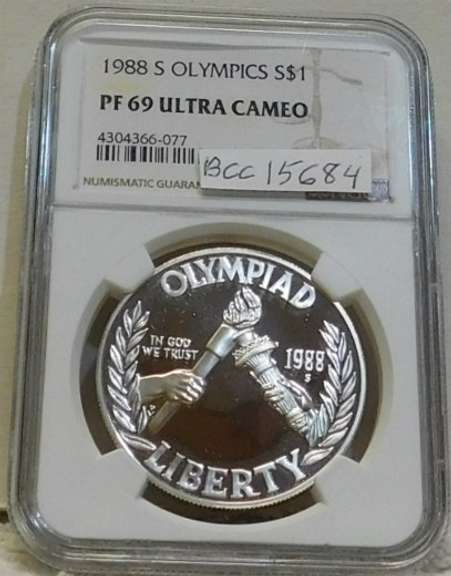 1988 S OLYMPICS S$1
PF 69 ULTRA CAMEO
4304366-077
BCC 15684
NUMISMATIC
OLYMPIAD
IN GOD
WE TRUST
1988
S
LIBERTY